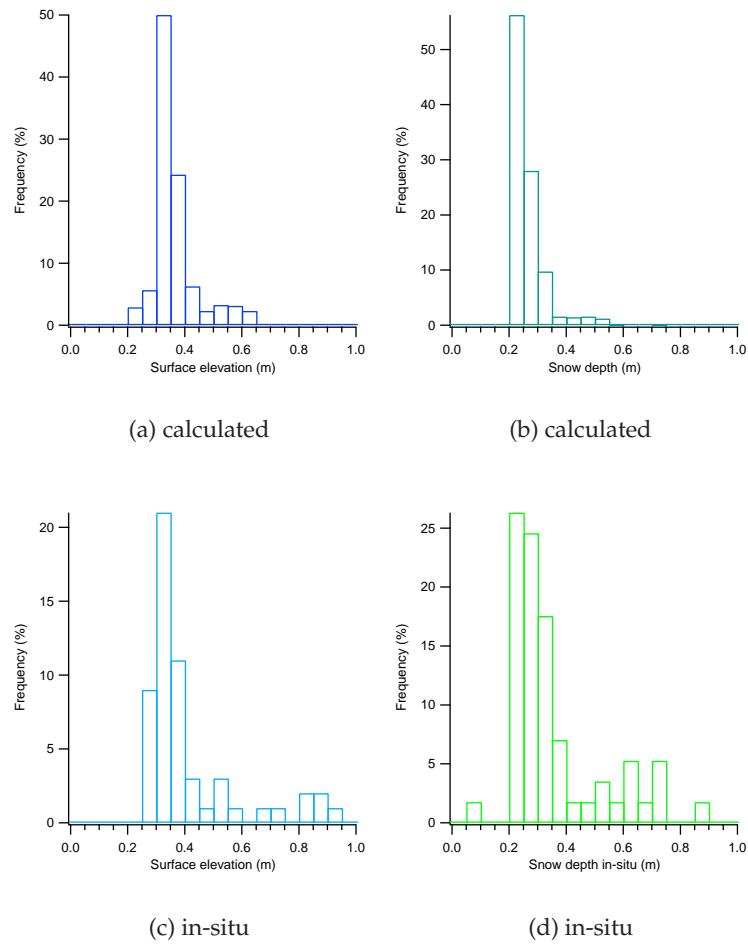 50
40
30
20
10
0
Frequency (%)
0.0 0.2 0.4 0.6 0.8 1.0
Surface elevation (m)
(a) calculated
50
40
30
20
10
0
Frequency (%)
0.0 0.2 0.4 0.6 0.8 1.0
Snow depth (m)
(b) calculated
20
15
10
5
0
Frequency (%)
0.0 0.2 0.4 0.6 0.8 1.0
Surface elevation (m)
(c) in-situ
25
20
15
10
5
0
Frequency (%)
0.0 0.2 0.4 0.6 0.8 1.0
Snow depth in-situ (m)
(d) in-situ